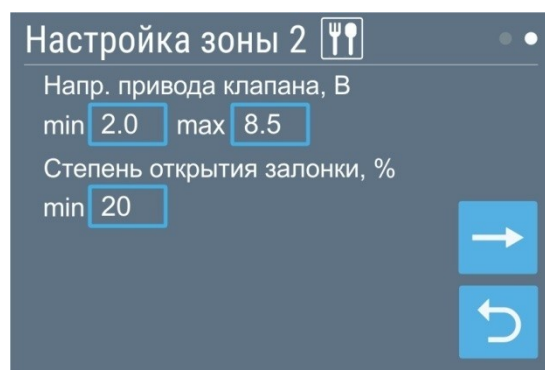 Настройка зоны 2
Напр. привода клапана, В
min 2.0 max 8.5
Степень открытия залонки, %
min 20